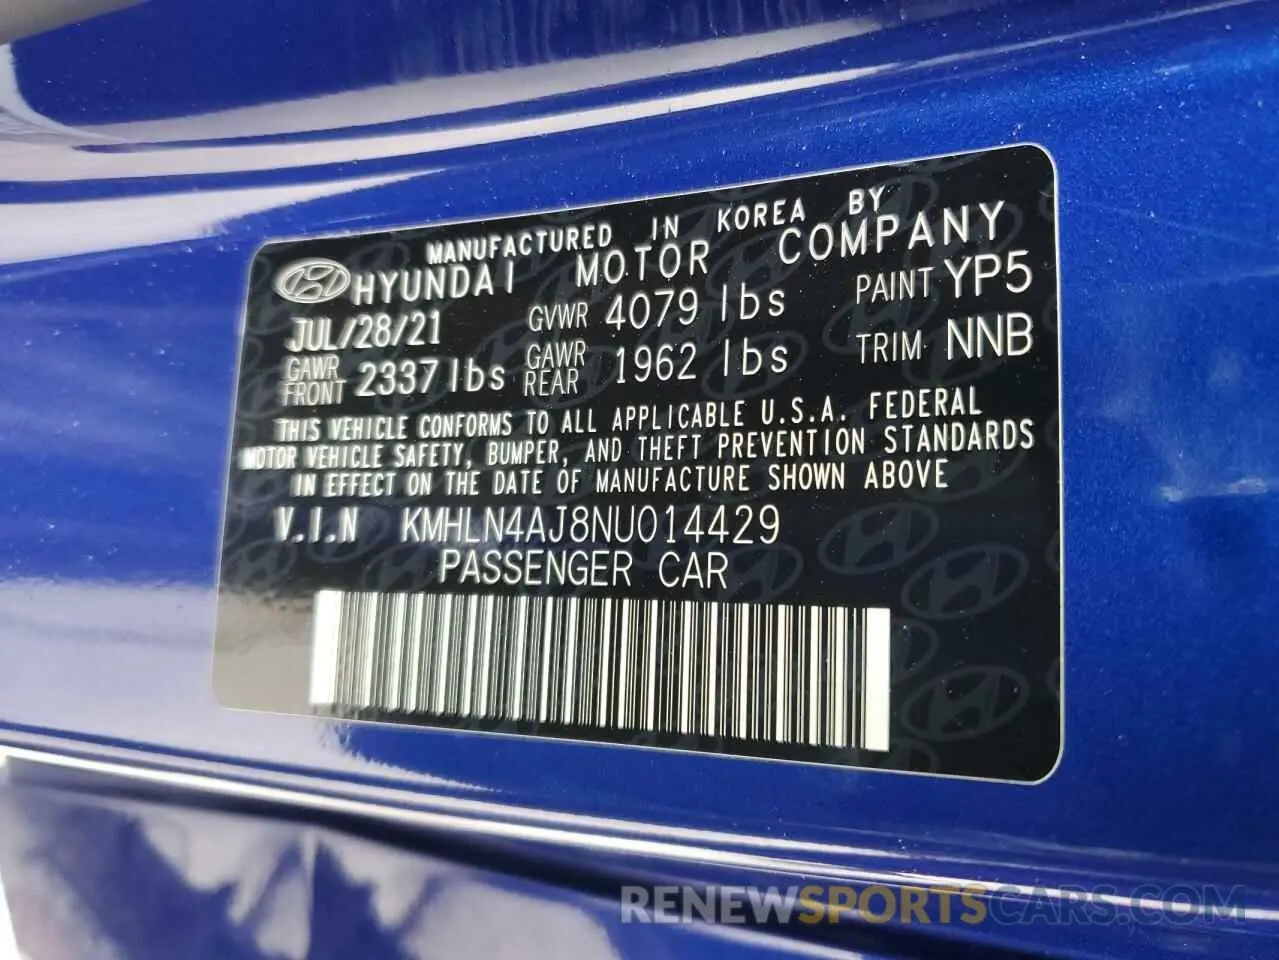 MANUFACTURED IN KOREA BY
HYUNDAI MOTOR COMPANY
JUL/28/21 GVWR 4079 lbs PAINT YP5
GAWR FRONT 2337 lbs GAWR REAR 1962 lbs TRIM NNB
THIS VEHICLE CONFORMS TO ALL APPLICABLE U.S.A. FEDERAL
MOTOR VEHICLE SAFETY, BUMPER, AND THEFT PREVENTION STANDARDS
IN EFFECT ON THE DATE OF MANUFACTURE SHOWN ABOVE
V.I.N KMHLN4AJ8NU014429
PASSENGER CAR
RENEWSPORTSCARS.COM